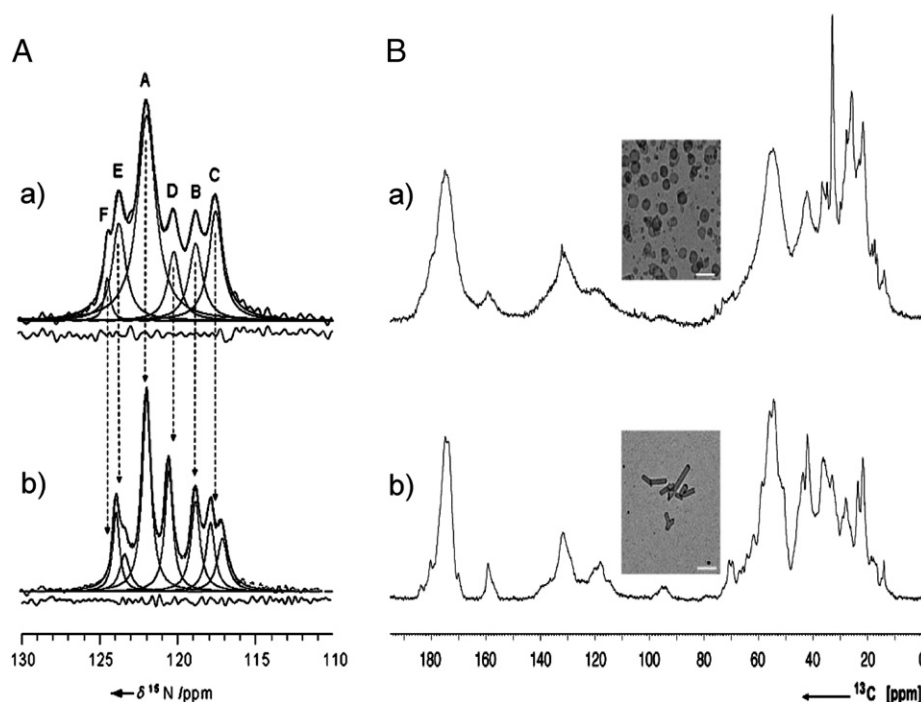 A
a)
F
E
A
D
B
C
b)
130 125 120 115 110
← δ ¹⁵N /ppm
B
a)
b)
180 160 140 120 100 80 60 40 20 0
← ¹³C [ppm]